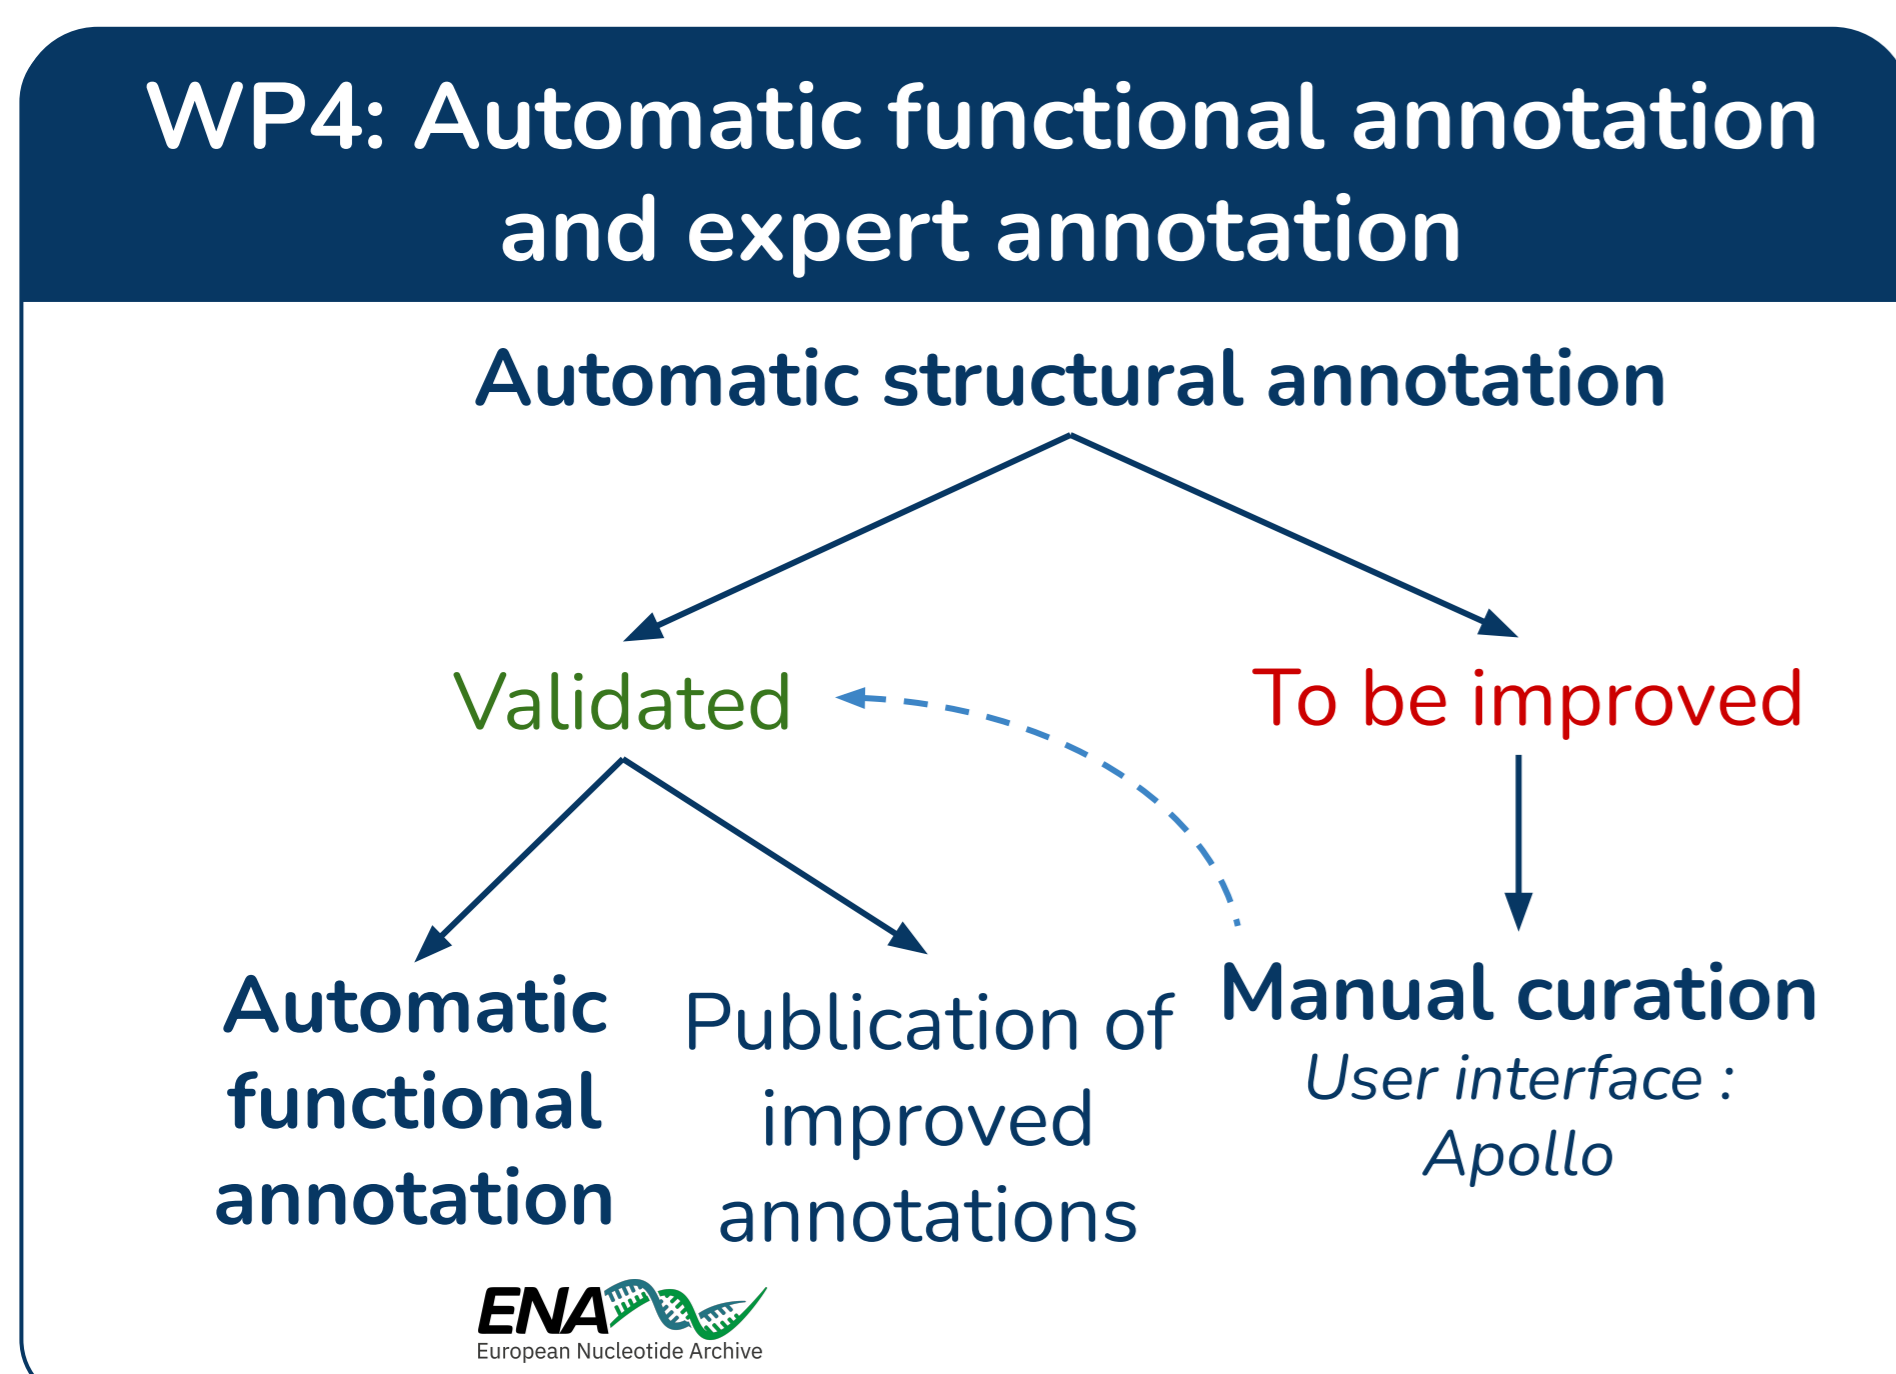 WP4: Automatic functional annotation
and expert annotation
Automatic structural annotation
Validated
To be improved
Automatic
functional
annotation
Publication of
improved
annotations
Manual curation
User interface :
Apollo
ENA
European Nucleotide Archive